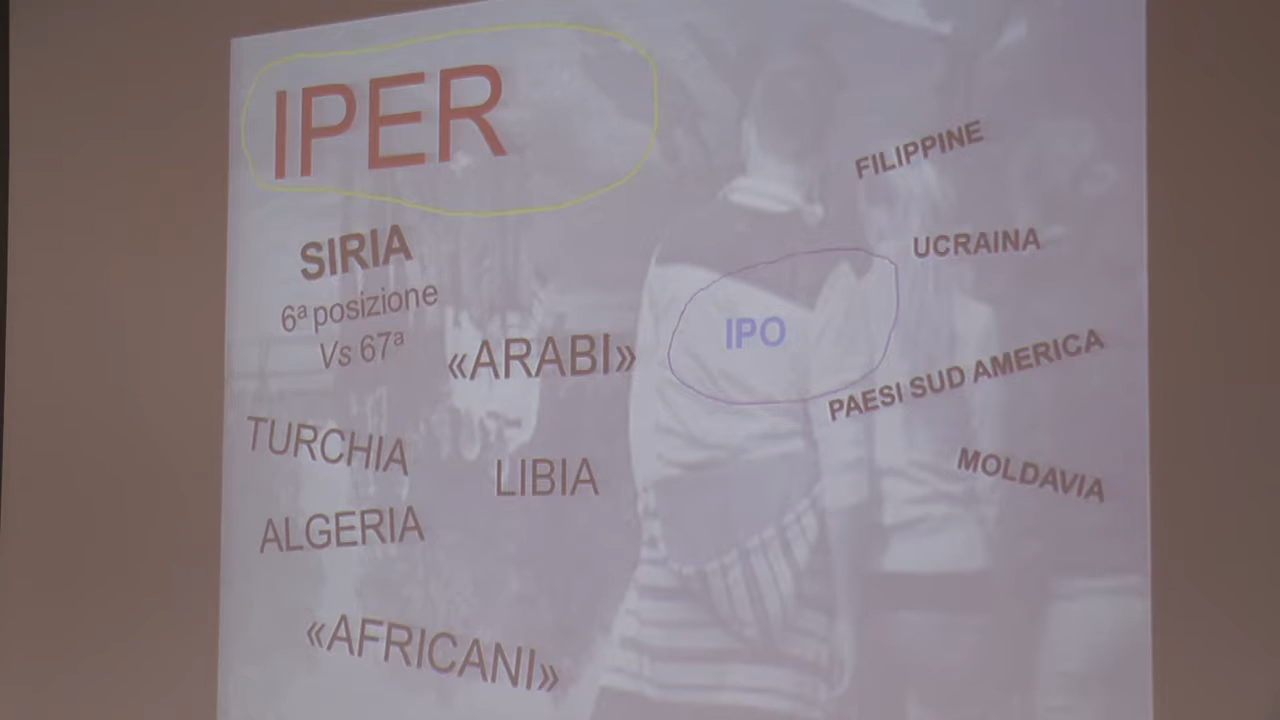 IPER
SIRIA
6ª posizione
Vs 67ª
«ARABI»
TURCHIA
LIBIA
ALGERIA
«AFRICANI»
IPO
FILIPPINE
UCRAINA
PAESI SUD AMERICA
MOLDAVIA